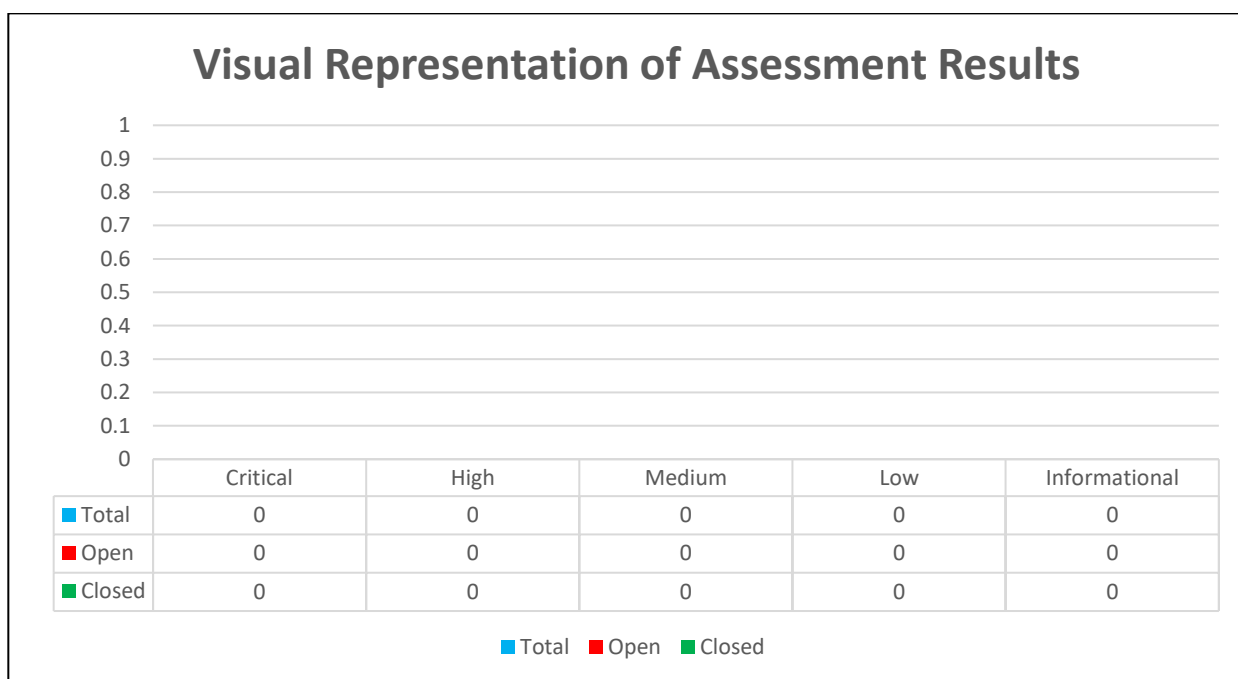 Visual Representation of Assessment Results
1
0.9
0.8
0.7
0.6
0.5
0.4
0.3
0.2
0.1
0
Critical High Medium Low Informational
Total 0 0 0 0 0
Open 0 0 0 0 0
Closed 0 0 0 0 0
Total Open Closed